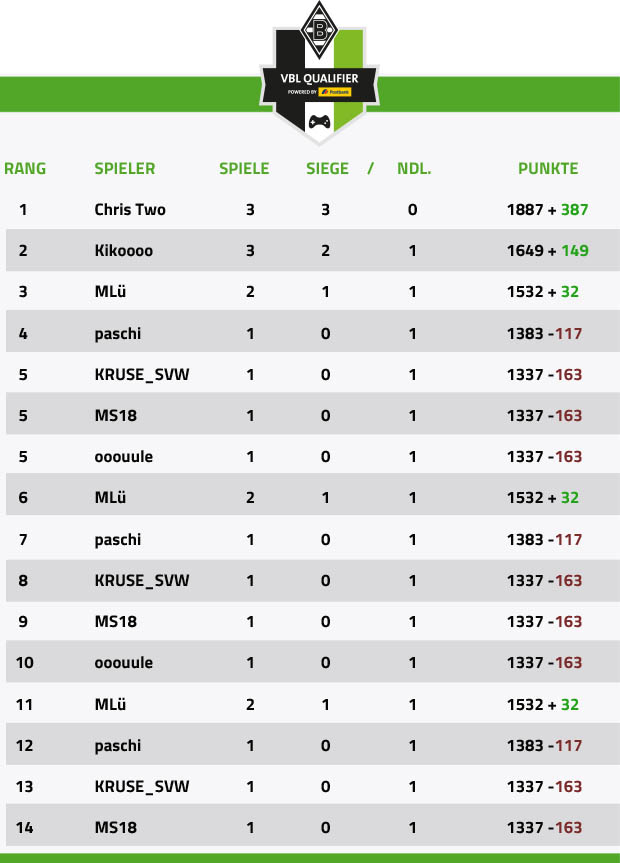 B
VBL QUALIFIER
POWERED BY Postbank
RANG SPIELER SPIELE SIEGE / NDL. PUNKTE
1 Chris Two 3 3 0 1887 + 387
2 Kikoooo 3 2 1 1649 + 149
3 MLü 2 1 1 1532 + 32
4 paschi 1 0 1 1383 -117
5 KRUSE_SVW 1 0 1 1337 -163
5 MS18 1 0 1 1337 -163
5 ooouule 1 0 1 1337 -163
6 MLü 2 1 1 1532 + 32
7 paschi 1 0 1 1383 -117
8 KRUSE_SVW 1 0 1 1337 -163
9 MS18 1 0 1 1337 -163
10 ooouule 1 0 1 1337 -163
11 MLü 2 1 1 1532 + 32
12 paschi 1 0 1 1383 -117
13 KRUSE_SVW 1 0 1 1337 -163
14 MS18 1 0 1 1337 -163